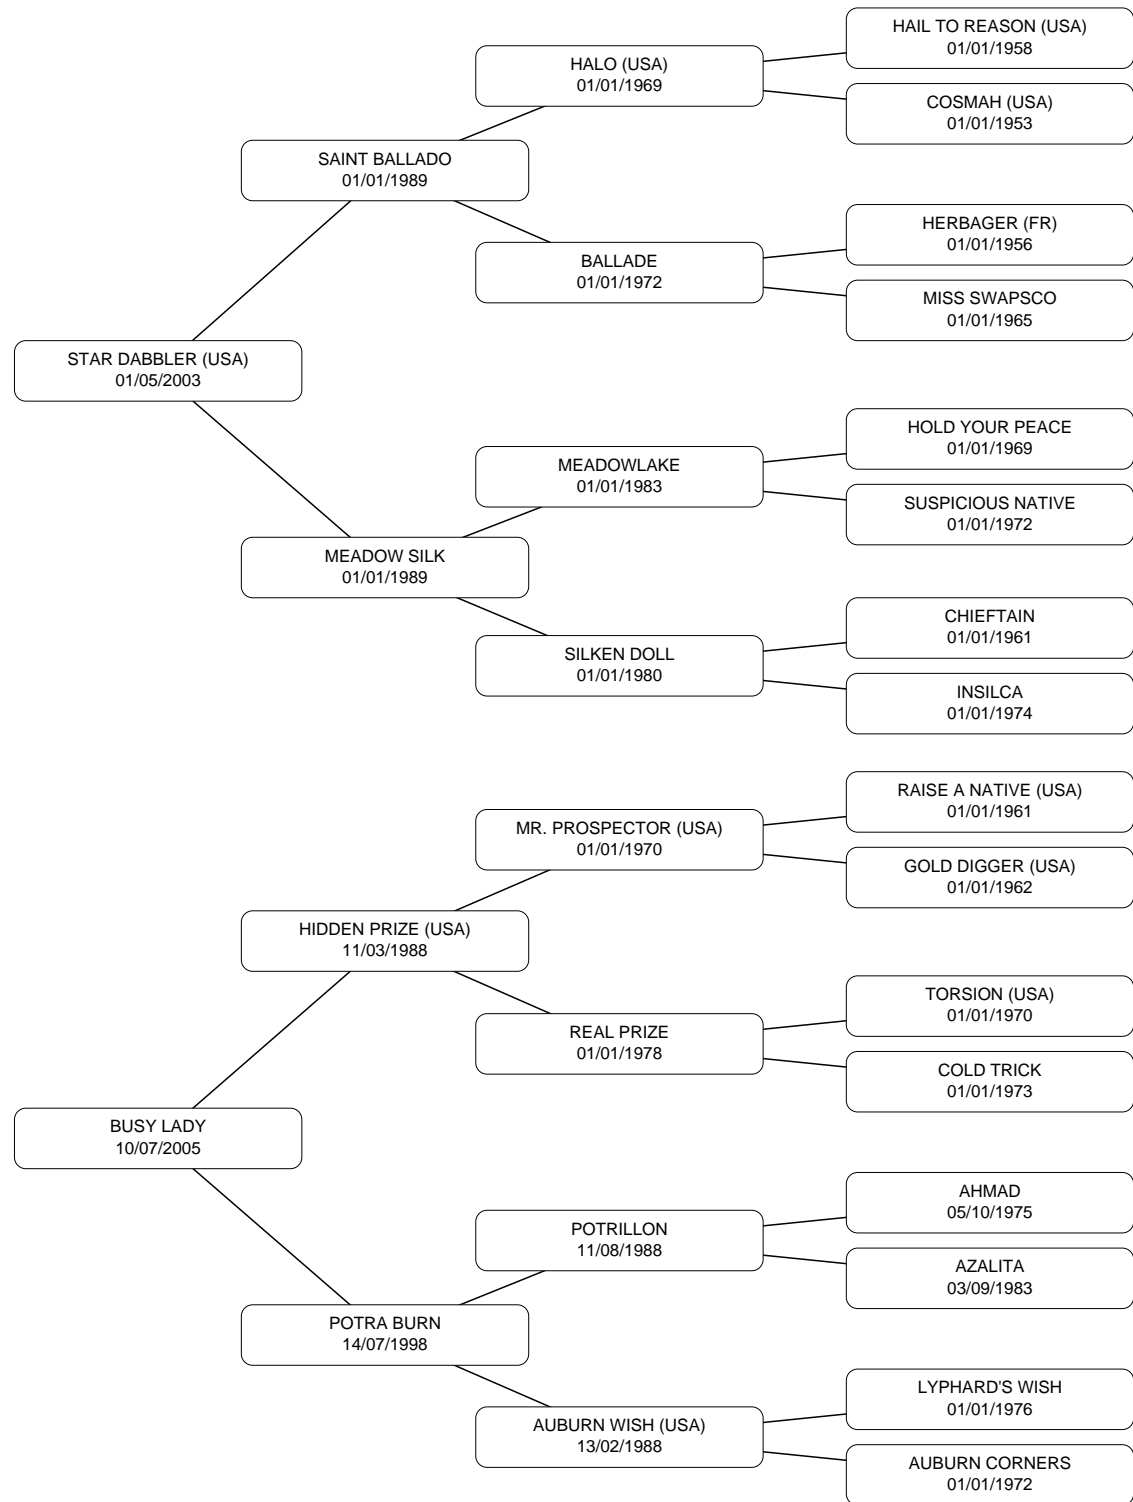 HAIL TO REASON (USA)
01/01/1958
HALO (USA)
01/01/1969
COSMAH (USA)
01/01/1953
SAINT BALLADO
01/01/1989
HERBAGER (FR)
01/01/1956
BALLADE
01/01/1972
MISS SWAPSCO
01/01/1965
STAR DABBLER (USA)
01/05/2003
HOLD YOUR PEACE
01/01/1969
MEADOWLAKE
01/01/1983
SUSPICIOUS NATIVE
01/01/1972
MEADOW SILK
01/01/1989
CHIEFTAIN
01/01/1961
SILKEN DOLL
01/01/1980
INSILCA
01/01/1974
RAISE A NATIVE (USA)
01/01/1961
MR. PROSPECTOR (USA)
01/01/1970
GOLD DIGGER (USA)
01/01/1962
HIDDEN PRIZE (USA)
11/03/1988
TORSION (USA)
01/01/1970
REAL PRIZE
01/01/1978
COLD TRICK
01/01/1973
BUSY LADY
10/07/2005
AHMAD
05/10/1975
POTRILLON
11/08/1988
AZALITA
03/09/1983
POTRA BURN
14/07/1998
LYPHARD'S WISH
01/01/1976
AUBURN WISH (USA)
13/02/1988
AUBURN CORNERS
01/01/1972